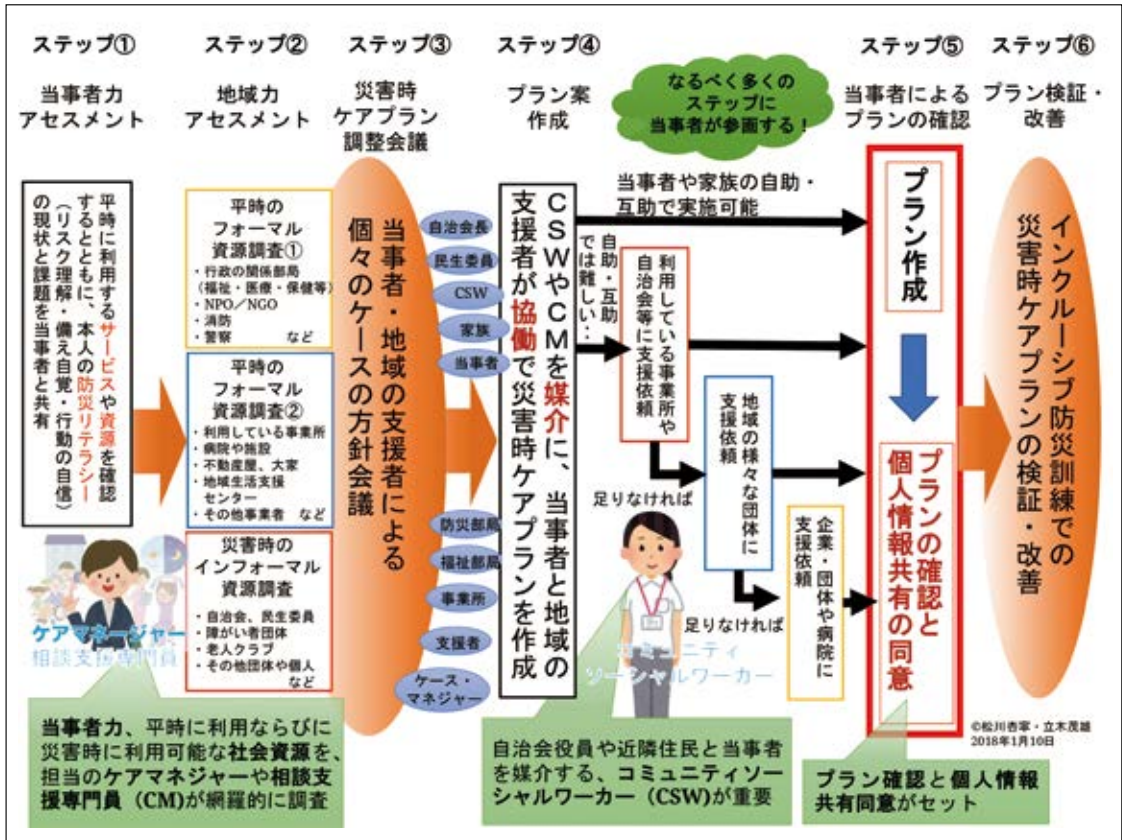 ステップ①
当事者力
アセスメント
平時に利用するサービスや資源を確認
するとともに、本人の防災リテラシー
(リスク理解・備え自覚・行動の自信)
の現状と課題を当事者と共有
ケアマネージャー
相談支援専門員
当事者力、平時に利用ならびに
災害時に利用可能な社会資源を、
担当のケアマネジャーや相談支
援専門員(CM)が網羅的に調査
ステップ②
地域力
アセスメント
平時の
フォーマル
資源調査①
・行政の関係部局
(福祉・医療・保健等)
・NPO/NGO
・消防
・警察 など
平時の
フォーマル
資源調査②
・利用している事業所
・病院や施設
・不動産屋、大家
・地域生活支援
センター
・その他事業者 など
災害時の
インフォーマル
資源調査
・自治会、民生委員
・障がい者団体
・老人クラブ
・その他団体や個人
など
ステップ③
災害時
ケアプラン
調整会議
当事者・地域の支援者による
個々のケースの方針会議
自治会長
民生委員
CSW
家族
当事者
防災部局
福祉部局
事業所
支援者
ケース・
マネジャー
ステップ④
プラン案
作成
CSWやCMを媒介に、当事者と地域の
支援者が協働で災害時ケアプランを作成
なるべく多くの
ステップに
当事者が参画する!
当事者や家族の自助・
互助で実施可能
自助・互助
では難しい・・
利用している事業所や
自治会等に支援依頼
足りなければ
地域の様々な団体に
支援依頼
足りなければ
企業・団体や病院に
支援依頼
コミュニティ
ソーシャルワーカー
自治会役員や近隣住民と当事者
を媒介する、コミュニティソー
シャルワーカー(CSW)が重要
ステップ⑤
当事者による
プランの確認
プラン作成
プランの確認と
個人情報共有の同意
プラン確認と個人情報
共有同意がセット
ステップ⑥
プラン検証・
改善
インクルーシブ防災訓練での
災害時ケアプランの検証・改善
©松川杏寧・立木茂雄
2018年1月10日